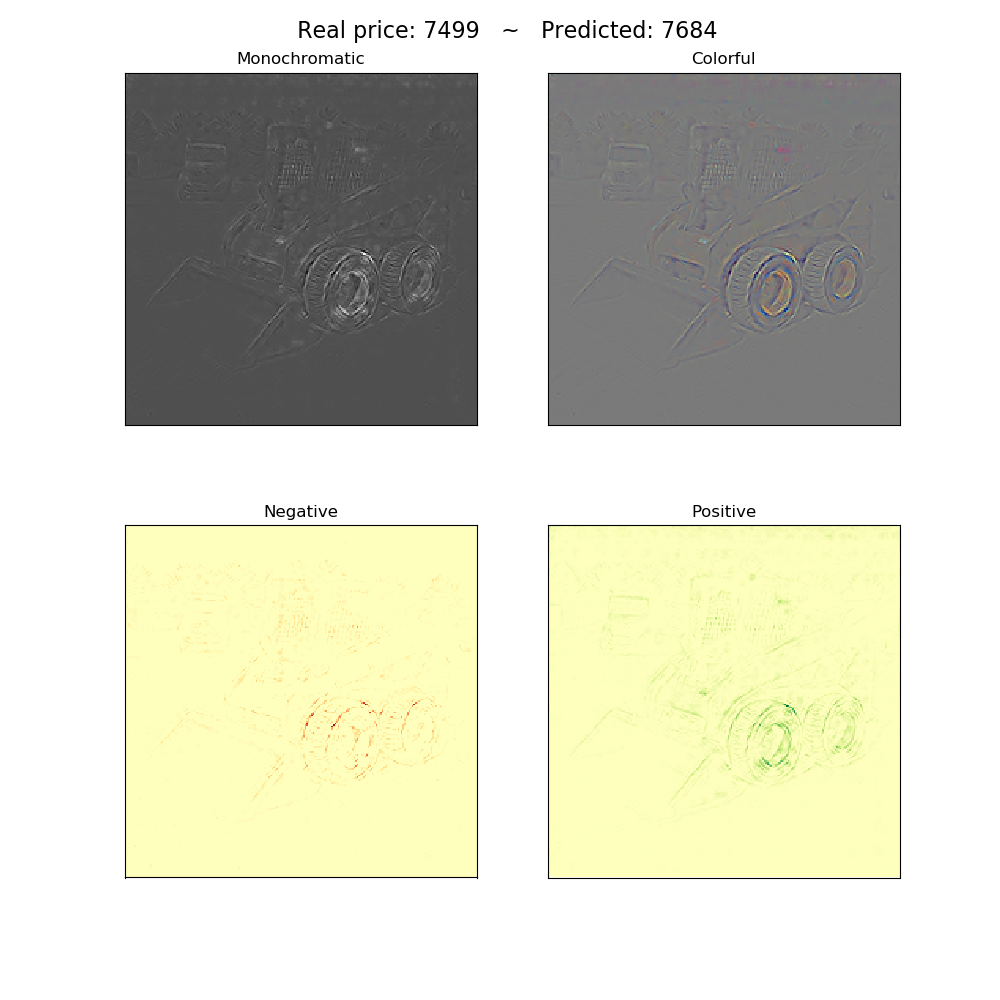 Real price: 7499 ~ Predicted: 7684
Monochromatic
Colorful
Negative
Positive